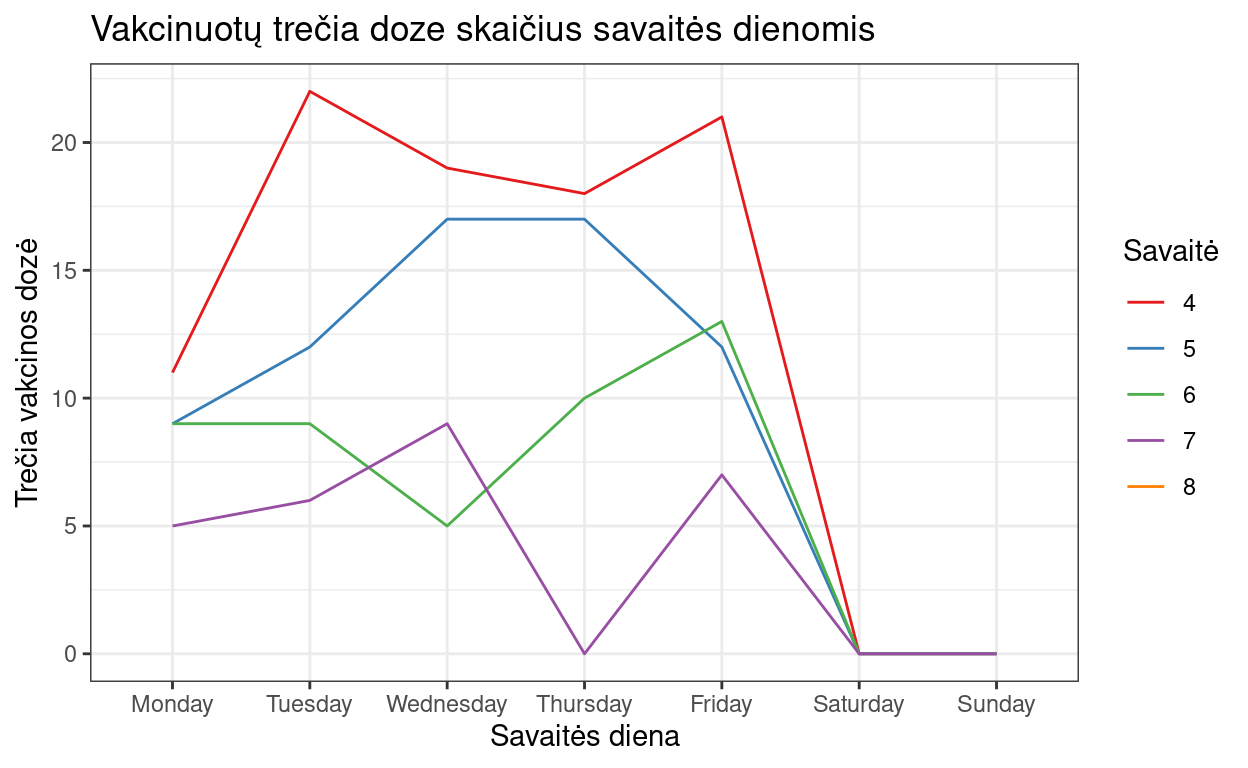 Vakcinuotų trečia doze skaičius savaitės dienomis
Trečia vakcinos dozė
20
15
10
5
0
Monday Tuesday Wednesday Thursday Friday Saturday Sunday
Savaitės diena
Savaitė
4
5
6
7
8